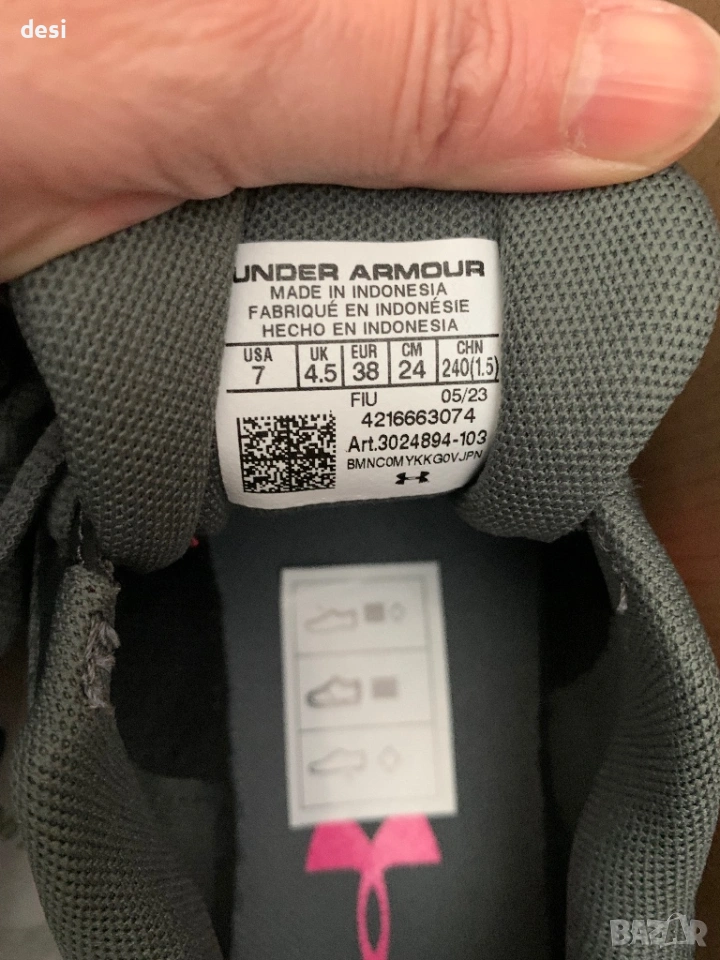 desi
UNDER ARMOUR
MADE IN INDONESIA
FABRIQUÉ EN INDONÉSIE
HECHO EN INDONESIA
USA UK EUR CM CHN
7 4.5 38 24 240(1.5)
FIU 05/23
4216663074
Art.3024894-103
BMNC0MYKKG0VJPN
BAZAR